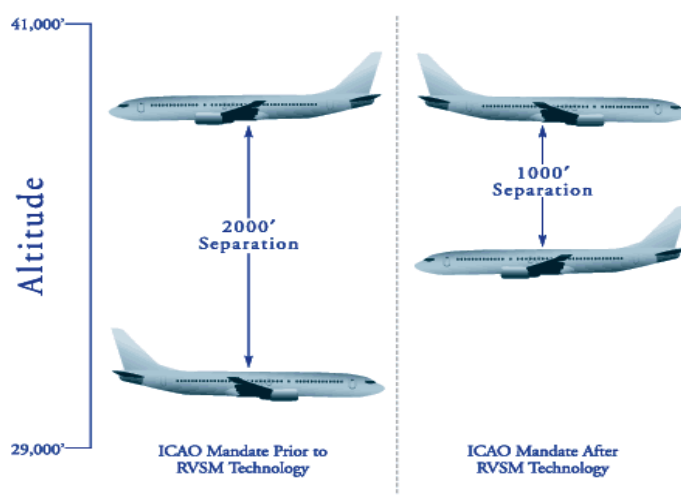 41,000'
Altitude
29,000'
2000'
Separation
ICAO Mandate Prior to
RVSM Technology
1000'
Separation
ICAO Mandate After
RVSM Technology